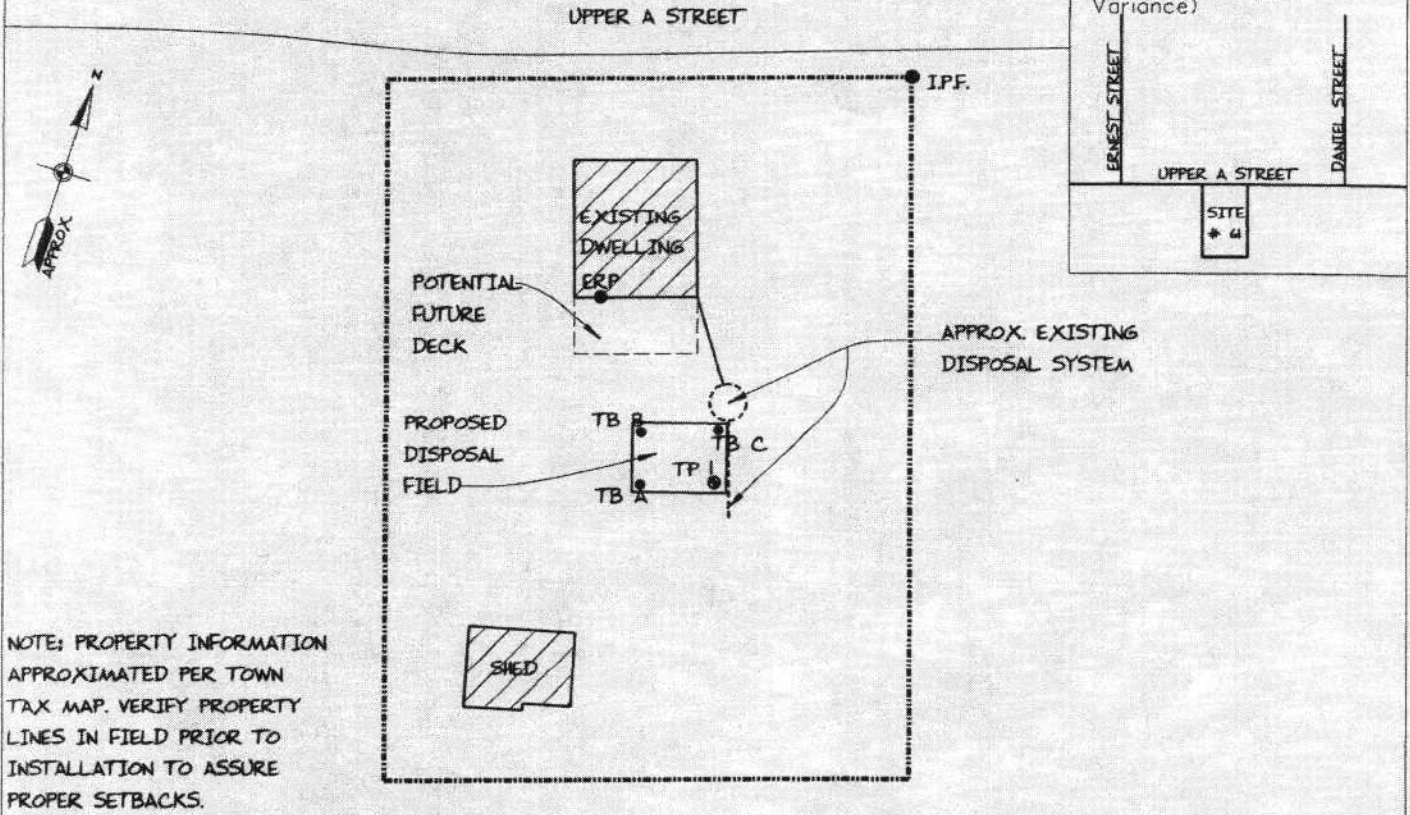 UPPER A STREET
Variance)
ERNEST STREET
DANIEL STREET
UPPER A STREET
SITE
N
APPROX
I.P.F.
EXISTING
DWELLING
ERP
POTENTIAL
FUTURE
DECK
APPROX. EXISTING
DISPOSAL SYSTEM
PROPOSED
DISPOSAL
FIELD
TB B
TB C
TP 1
TB A
SHED
NOTE: PROPERTY INFORMATION
APPROXIMATED PER TOWN
TAX MAP. VERIFY PROPERTY
LINES IN FIELD PRIOR TO
INSTALLATION TO ASSURE
PROPER SETBACKS.